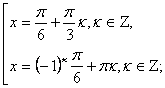 x = π/6 + π/3 κ, κ ∈ Z,
x = (-1)* π/6 + πκ, κ ∈ Z;